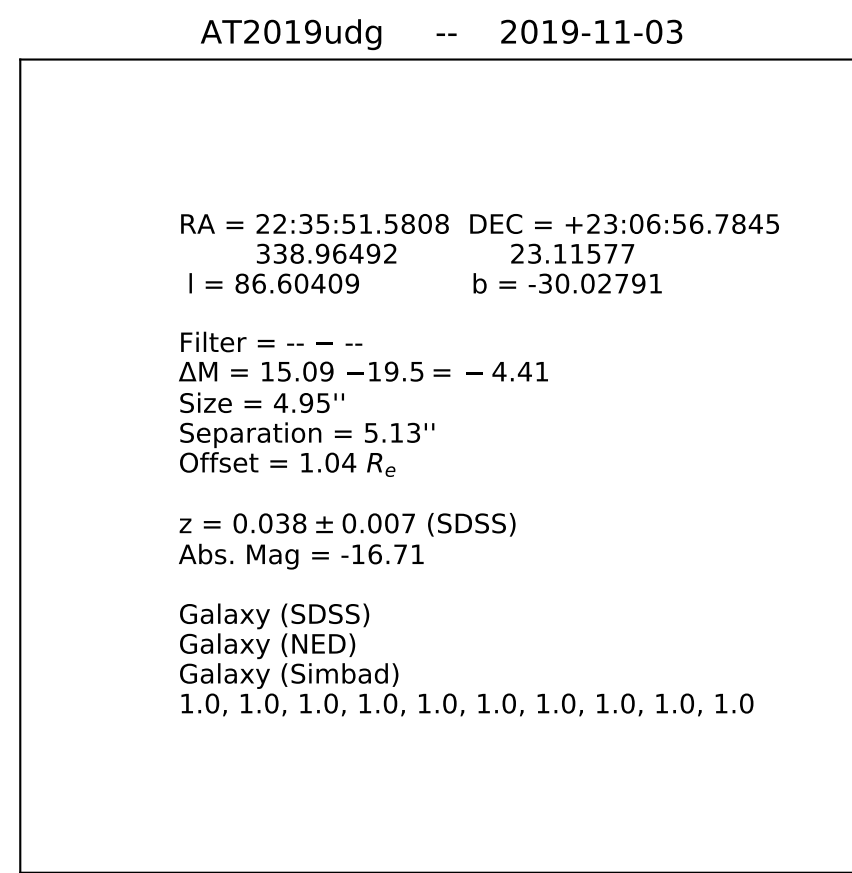 AT2019udg -- 2019-11-03
RA = 22:35:51.5808 DEC = +23:06:56.7845
338.96492 23.11577
l = 86.60409 b = -30.02791
Filter = -- − --
ΔM = 15.09 −19.5 = − 4.41
Size = 4.95''
Separation = 5.13''
Offset = 1.04 Rₑ
z = 0.038 ± 0.007 (SDSS)
Abs. Mag = -16.71
Galaxy (SDSS)
Galaxy (NED)
Galaxy (Simbad)
1.0, 1.0, 1.0, 1.0, 1.0, 1.0, 1.0, 1.0, 1.0, 1.0